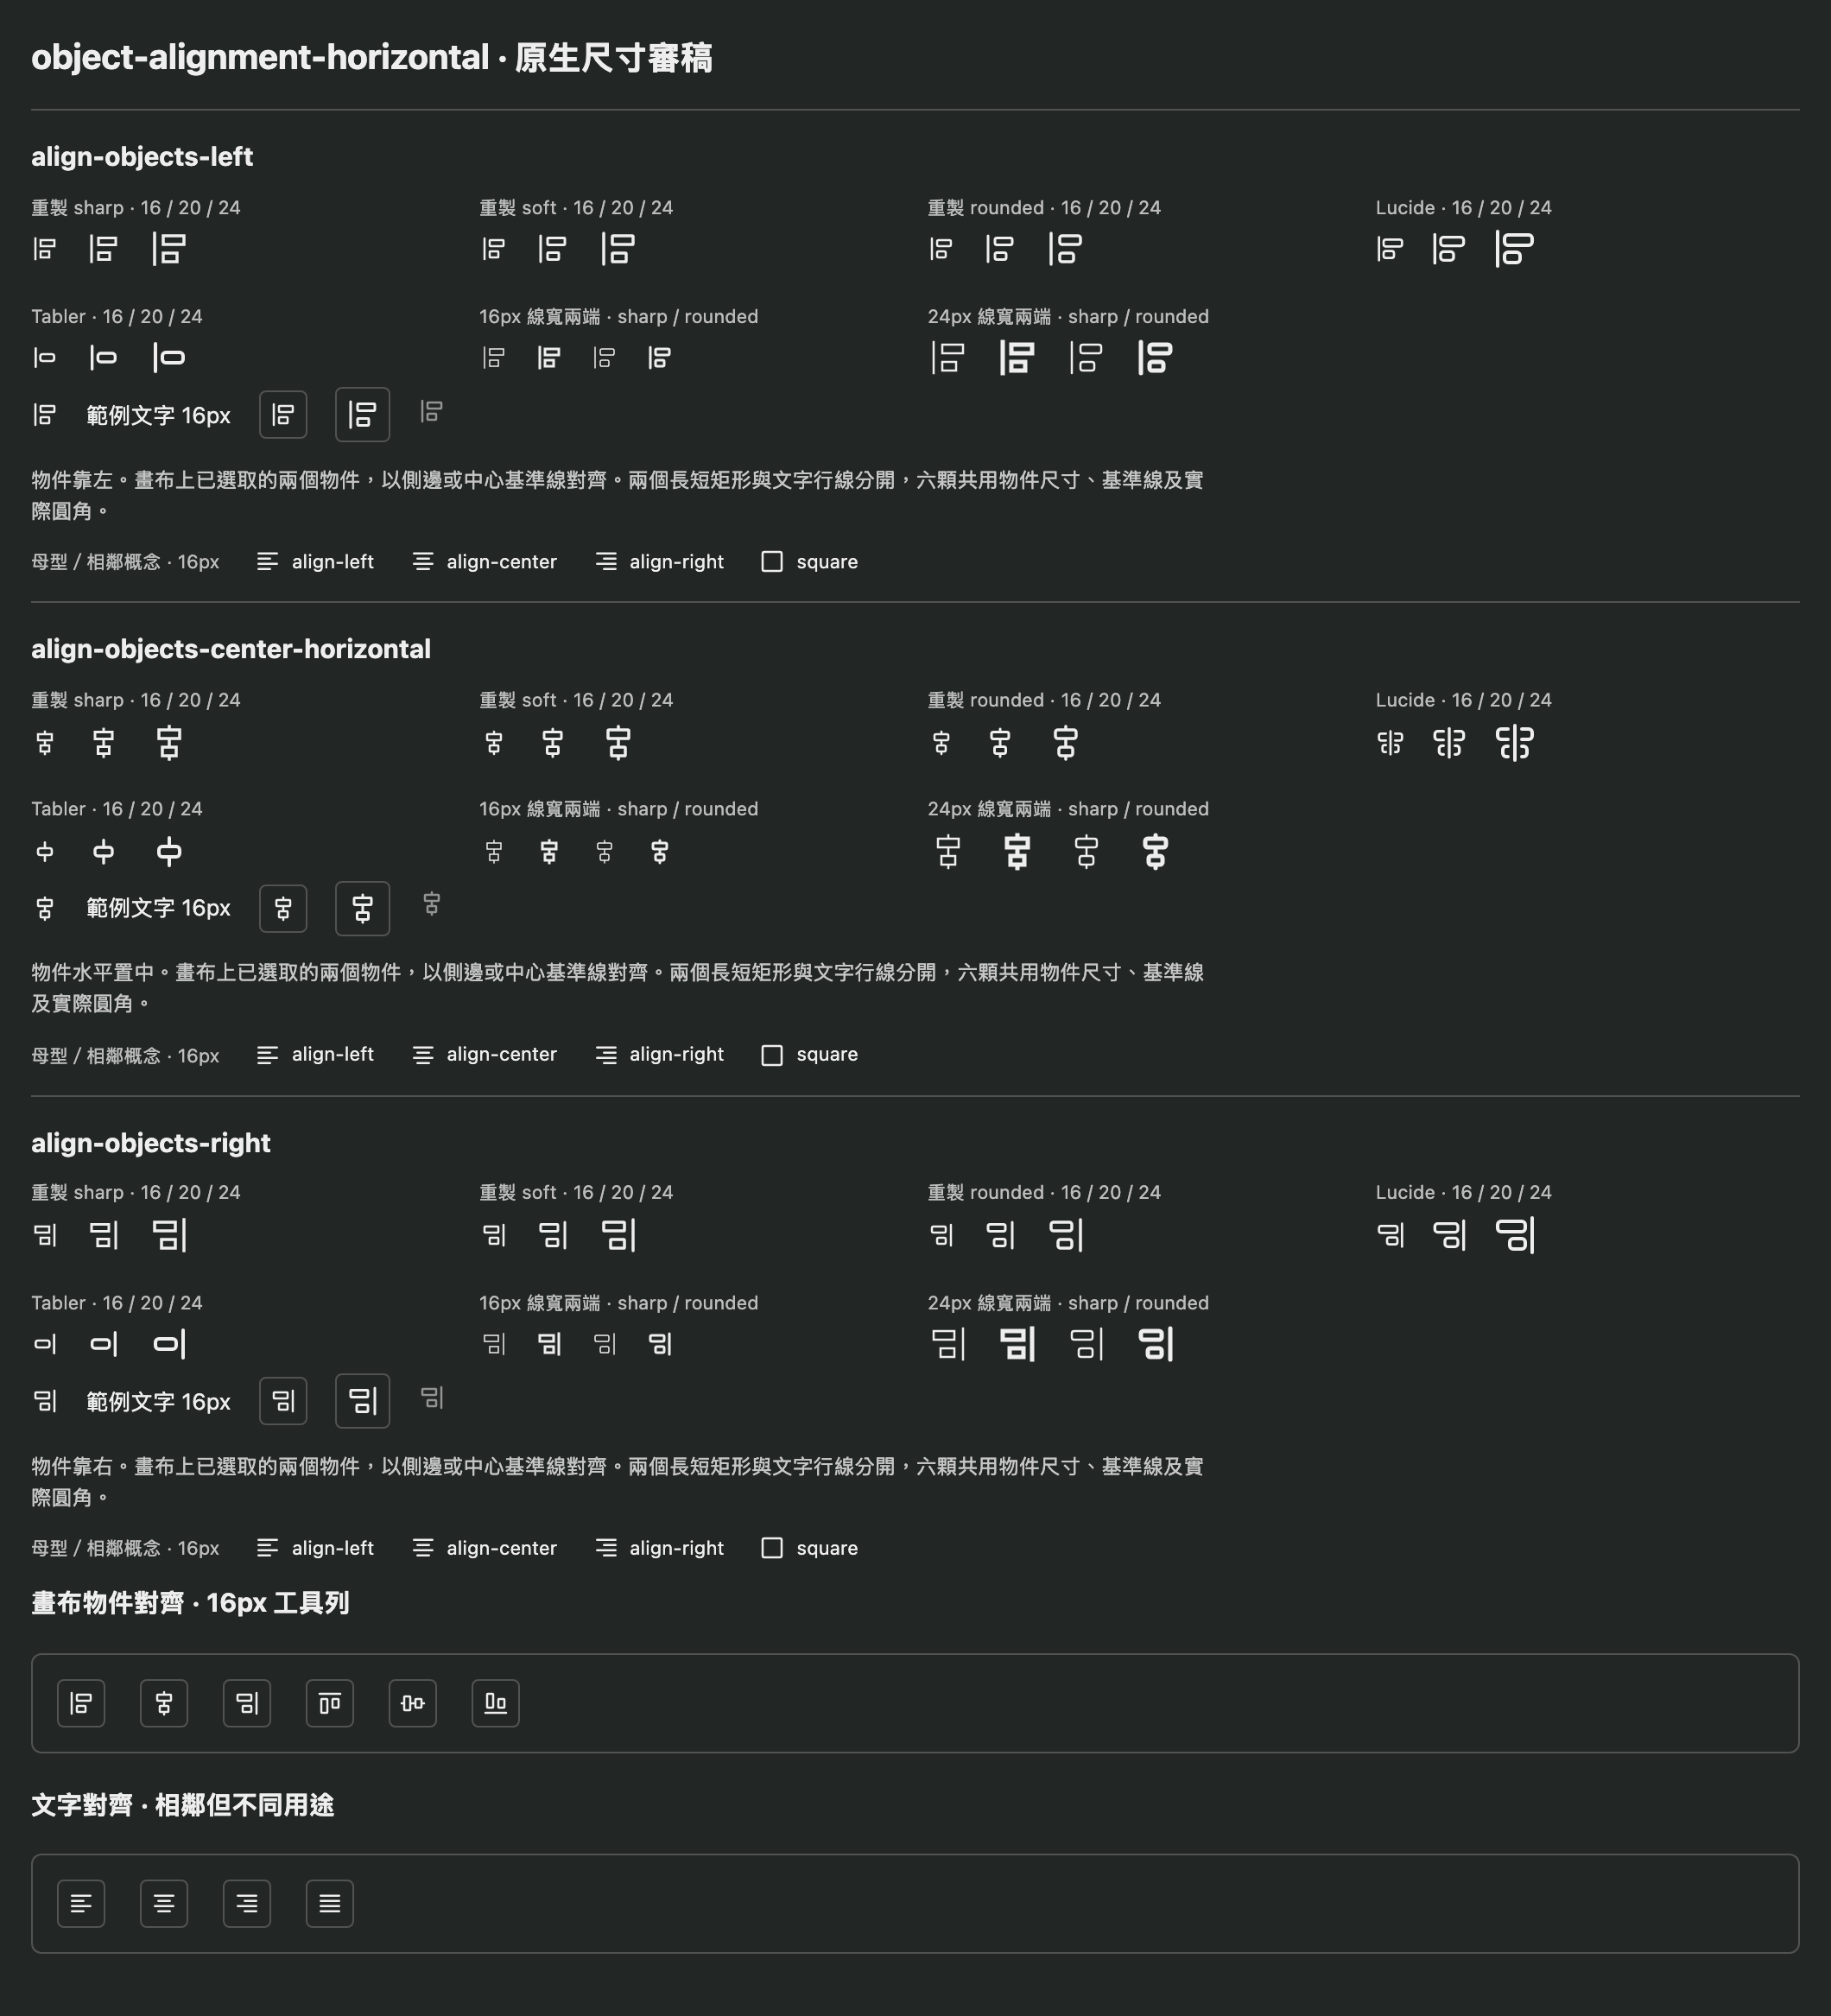 object-alignment-horizontal · 原生尺寸審稿
align-objects-left
重製 sharp · 16 / 20 / 24
重製 soft · 16 / 20 / 24
重製 rounded · 16 / 20 / 24
Lucide · 16 / 20 / 24
Tabler · 16 / 20 / 24
16px 線寬兩端 · sharp / rounded
24px 線寬兩端 · sharp / rounded
範例文字 16px
物件靠左。畫布上已選取的兩個物件，以側邊或中心基準線對齊。兩個長短矩形與文字行線分開，六顆共用物件尺寸、基準線及實
際圓角。
母型 / 相鄰概念 · 16px align-left align-center align-right square
align-objects-center-horizontal
重製 sharp · 16 / 20 / 24
重製 soft · 16 / 20 / 24
重製 rounded · 16 / 20 / 24
Lucide · 16 / 20 / 24
Tabler · 16 / 20 / 24
16px 線寬兩端 · sharp / rounded
24px 線寬兩端 · sharp / rounded
範例文字 16px
物件水平置中。畫布上已選取的兩個物件，以側邊或中心基準線對齊。兩個長短矩形與文字行線分開，六顆共用物件尺寸、基準線
及實際圓角。
母型 / 相鄰概念 · 16px align-left align-center align-right square
align-objects-right
重製 sharp · 16 / 20 / 24
重製 soft · 16 / 20 / 24
重製 rounded · 16 / 20 / 24
Lucide · 16 / 20 / 24
Tabler · 16 / 20 / 24
16px 線寬兩端 · sharp / rounded
24px 線寬兩端 · sharp / rounded
範例文字 16px
物件靠右。畫布上已選取的兩個物件，以側邊或中心基準線對齊。兩個長短矩形與文字行線分開，六顆共用物件尺寸、基準線及實
際圓角。
母型 / 相鄰概念 · 16px align-left align-center align-right square
畫布物件對齊 · 16px 工具列
文字對齊 · 相鄰但不同用途